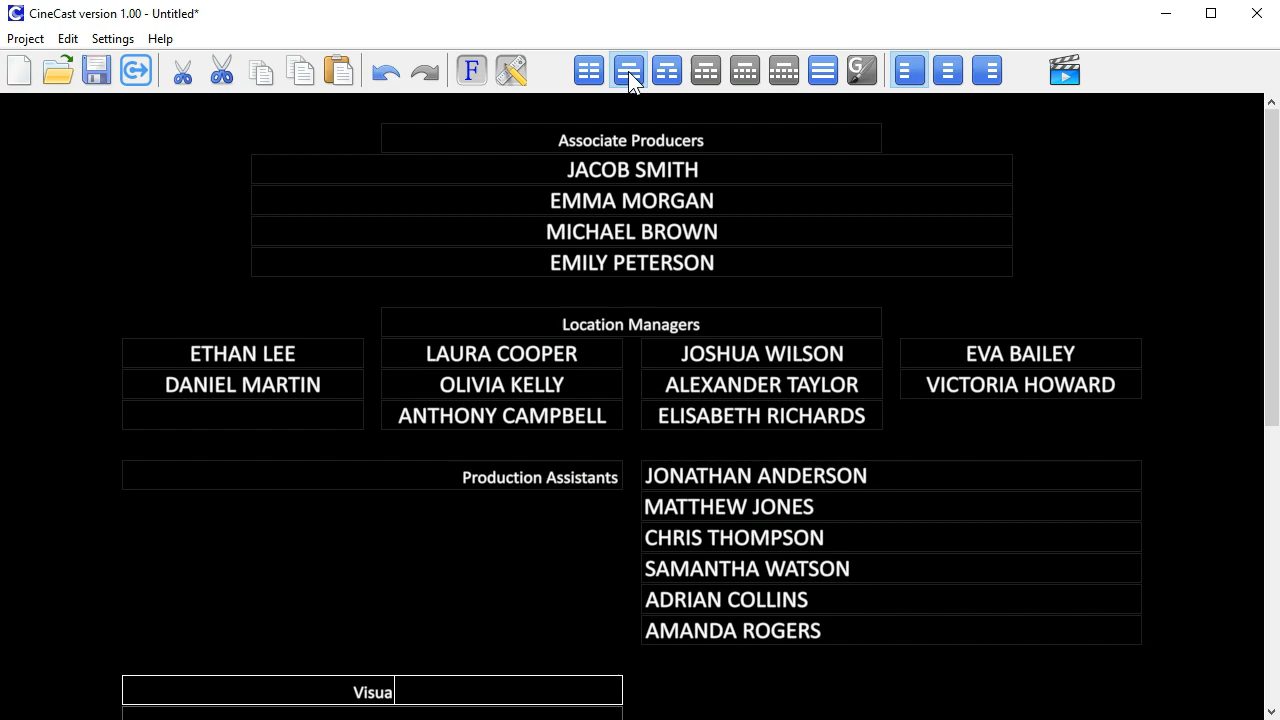 CineCast version 1.00 - Untitled*
Project Edit Settings Help
F G
Associate Producers
JACOB SMITH
EMMA MORGAN
MICHAEL BROWN
EMILY PETERSON
Location Managers
ETHAN LEE LAURA COOPER JOSHUA WILSON EVA BAILEY
DANIEL MARTIN OLIVIA KELLY ALEXANDER TAYLOR VICTORIA HOWARD
ANTHONY CAMPBELL ELISABETH RICHARDS
Production Assistants JONATHAN ANDERSON
MATTHEW JONES
CHRIS THOMPSON
SAMANTHA WATSON
ADRIAN COLLINS
AMANDA ROGERS
Visua